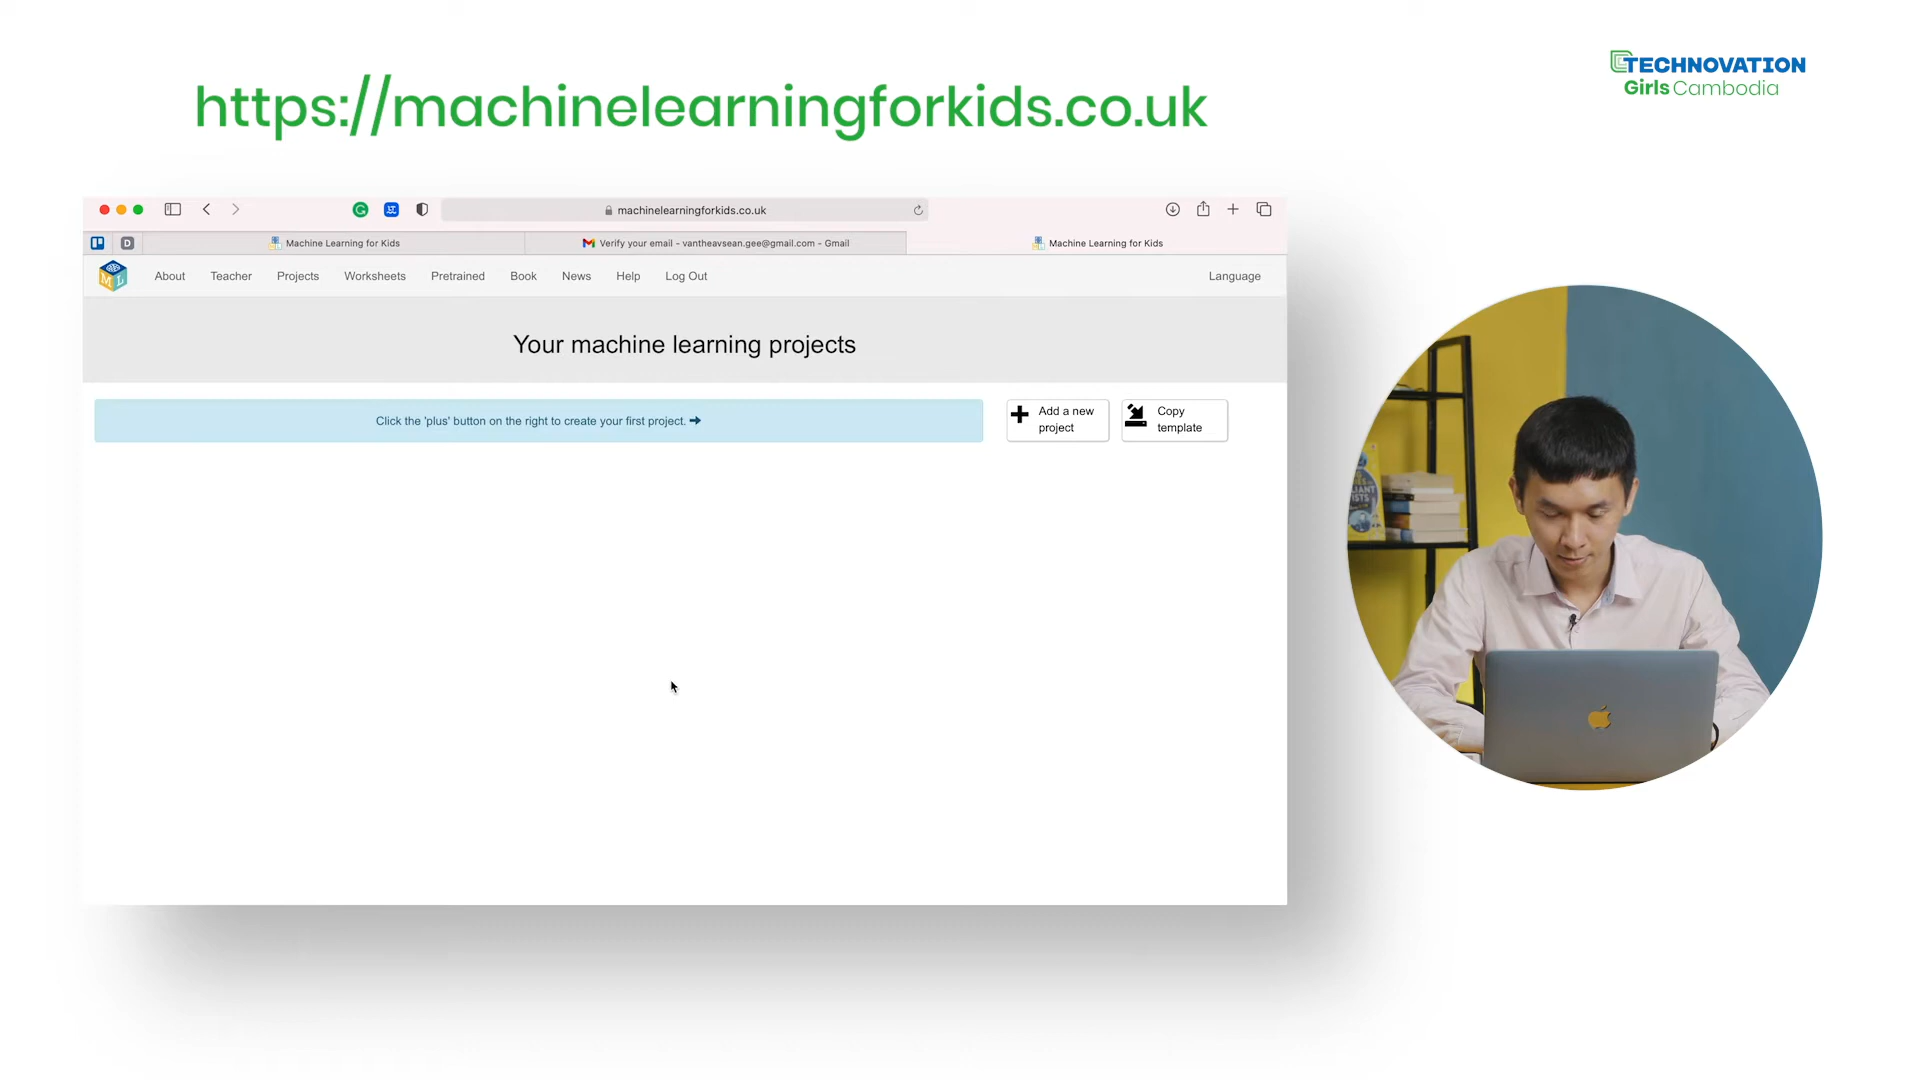 https://machinelearningforkids.co.uk
TECHNOVATION
Girls Cambodia
machinelearningforkids.co.uk
D
Machine Learning for Kids
Verify your email - vantheavsean.gee@gmail.com - Gmail
Machine Learning for Kids
About Teacher Projects Worksheets Pretrained Book News Help Log Out Language
Your machine learning projects
Click the 'plus' button on the right to create your first project.
Add a new
project
Copy
template